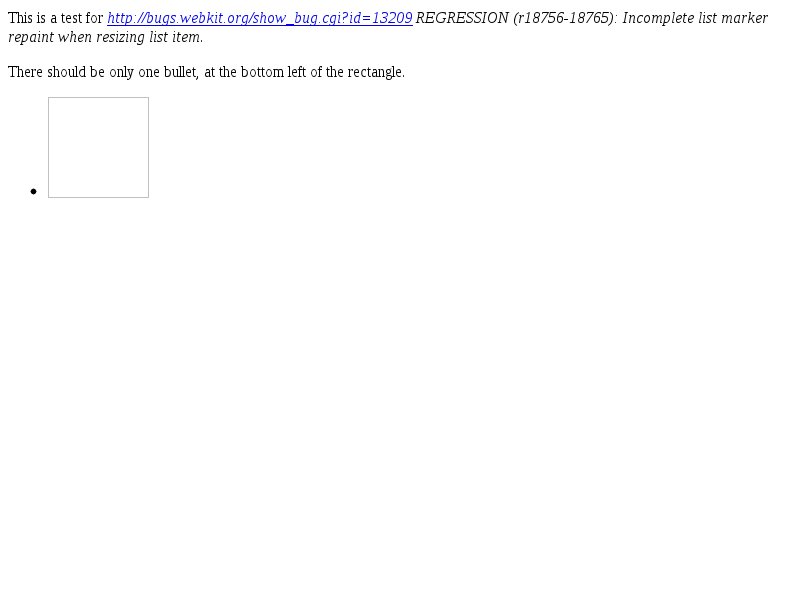 This is a test for http://bugs.webkit.org/show_bug.cgi?id=13209 REGRESSION (r18756-18765): Incomplete list marker
repaint when resizing list item.
There should be only one bullet, at the bottom left of the rectangle.